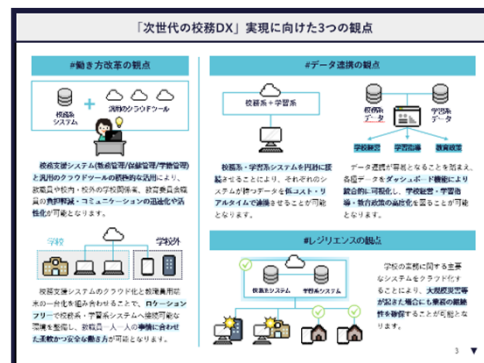 「次世代の校務DX」実現に向けた3つの観点
#働き方改革の観点
校務系
システム
汎用のクラウドツール
校務支援システム(教務管理/保健管理/学籍管理)
と汎用のクラウドツールの積極的な活用により、
教職員や校内・校外の学校関係者、教育委員会職
員の負担軽減・コミュニケーションの迅速化や活
性化が可能となります。
学校
学校外
校務支援システムのクラウド化と教職員用端
末の一台化を組み合わせることで、ロケーション
フリーで校務系・学習系システムへ接続可能な
環境を整備し、教職員一人一人の事情に合わせ
た柔軟かつ安全な働き方が可能となります。
#データ連携の観点
校務系+学習系
校務系・学習系システムを円滑に接
続させることにより、それぞれのシ
ステムが持つデータを低コスト・リ
アルタイムで連携させることが可能
となります。
校務系
データ
学習系
データ
学校経営
学習指導
教育政策
データ連携が容易となることを踏まえ、
各種データをダッシュボード機能により
統合的に可視化し、学校経営・学習指
導・教育政策の高度化を図ることが可能
となります。
#レジリエンスの観点
校務系システム
学習系システム
学校の業務に関する主要
なシステムをクラウド化す
ることにより、大規模災害等
が起きた場合にも業務の継続
性を確保することが可能とな
ります。
3